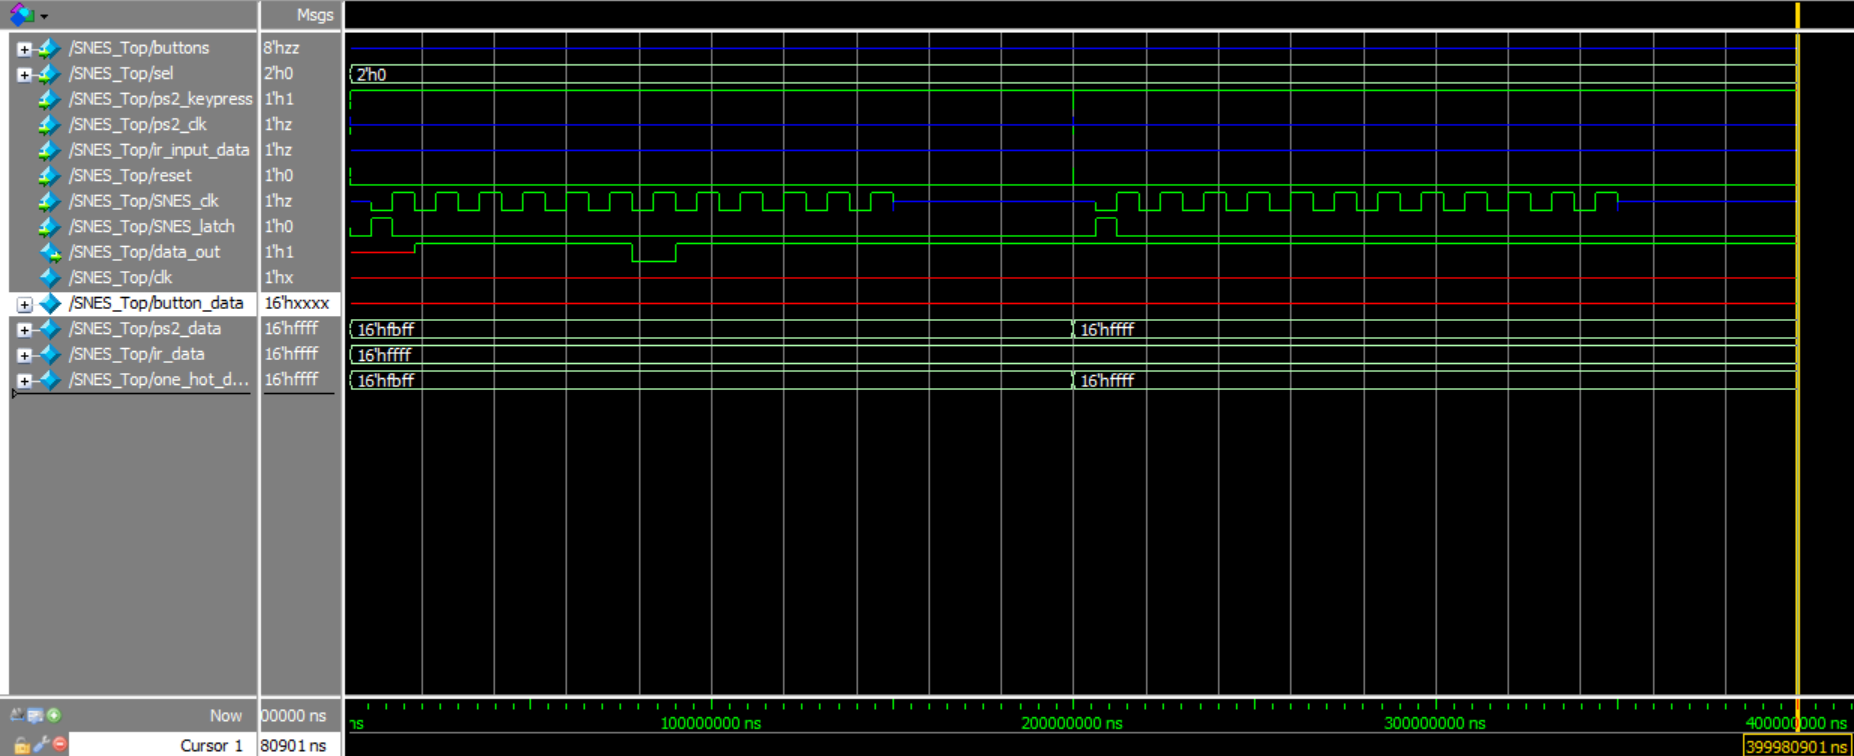 Msgs
/SNES_Top/buttons 8'hzz
/SNES_Top/sel 2'h0 2'h0
/SNES_Top/ps2_keypress 1'h1
/SNES_Top/ps2_clk 1'hz
/SNES_Top/ir_input_data 1'hz
/SNES_Top/reset 1'h0
/SNES_Top/SNES_clk 1'hz
/SNES_Top/SNES_latch 1'h0
/SNES_Top/data_out 1'h1
/SNES_Top/clk 1'hx
/SNES_Top/button_data 16'hxxxx
/SNES_Top/ps2_data 16'hffff 16'hfbff 16'hffff
/SNES_Top/ir_data 16'hffff 16'hffff
/SNES_Top/one_hot_d... 16'hffff 16'hfbff 16'hffff
Now 00000 ns ns 100000000 ns 200000000 ns 300000000 ns 400000000 ns
Cursor 1 80901 ns 399980901 ns